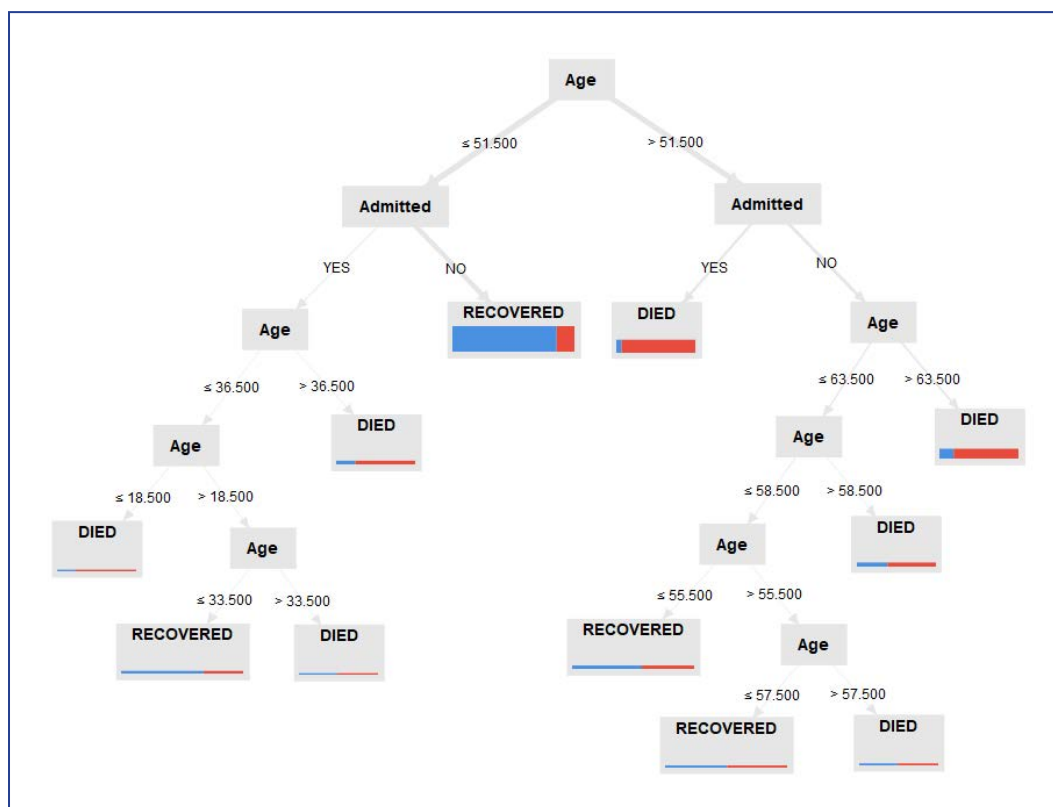 Age
≤ 51.500
> 51.500
Admitted
Admitted
YES
NO
YES
NO
Age
RECOVERED
DIED
Age
≤ 36.500
> 36.500
≤ 63.500
> 63.500
Age
DIED
Age
DIED
≤ 18.500
> 18.500
≤ 58.500
> 58.500
DIED
Age
Age
DIED
≤ 33.500
> 33.500
≤ 55.500
> 55.500
RECOVERED
DIED
RECOVERED
Age
≤ 57.500
> 57.500
RECOVERED
DIED